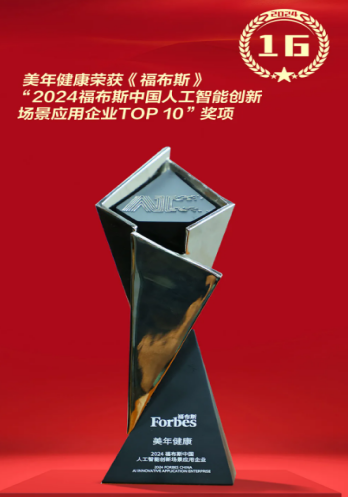 2024
16
美年健康荣获《福布斯》
“2024福布斯中国人工智能创新
场景应用企业TOP 10”奖项
福布斯
Forbes
美年健康
2024 福布斯中国
人工智能创新场景应用企业
2024 FORBES CHINA
AI INNOVATIVE APPLICATION ENTERPRISE